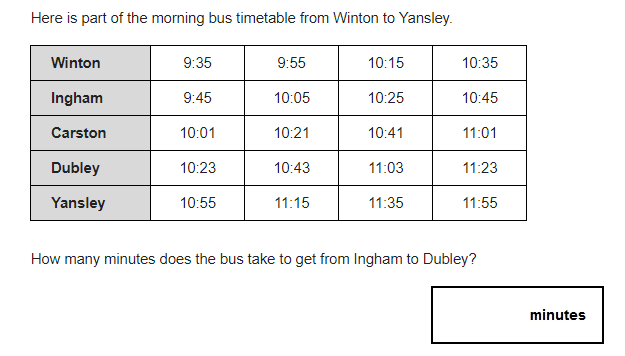 Here is part of the morning bus timetable from Winton to Yansley.
Winton 9:35 9:55 10:15 10:35
Ingham 9:45 10:05 10:25 10:45
Carston 10:01 10:21 10:41 11:01
Dubley 10:23 10:43 11:03 11:23
Yansley 10:55 11:15 11:35 11:55
How many minutes does the bus take to get from Ingham to Dubley?
minutes